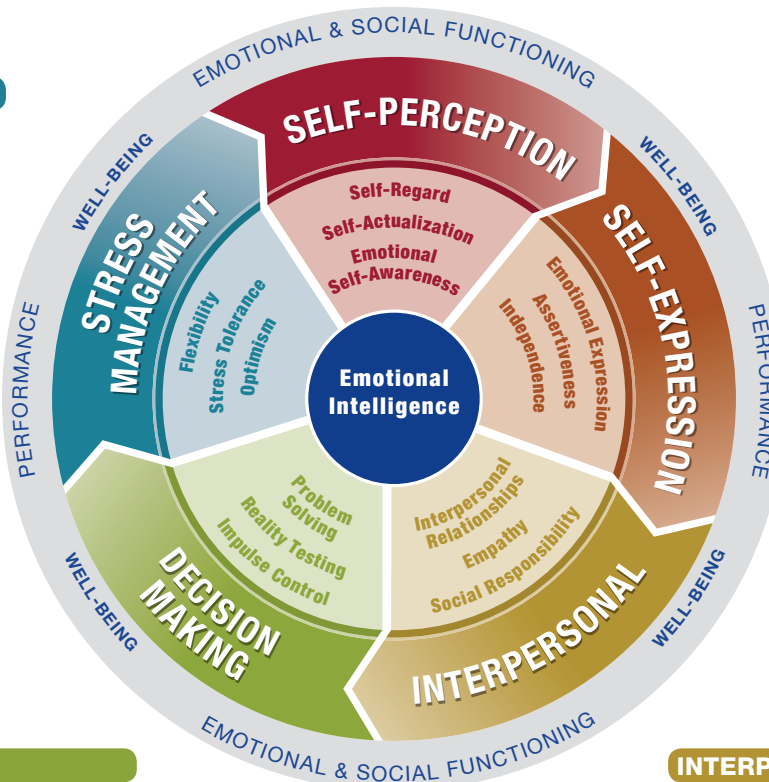 EMOTIONAL & SOCIAL FUNCTIONING
WELL-BEING
WELL-BEING
PERFORMANCE
PERFORMANCE
WELL-BEING
WELL-BEING
EMOTIONAL & SOCIAL FUNCTIONING
SELF-PERCEPTION
Self-Regard
Self-Actualization
Emotional
Self-Awareness
SELF-EXPRESSION
Emotional Expression
Assertiveness
Independence
INTERPERSONAL
Interpersonal
Relationships
Empathy
Social Responsibility
DECISION
MAKING
Problem
Solving
Reality Testing
Impulse Control
STRESS
MANAGEMENT
Flexibility
Stress Tolerance
Optimism
Emotional
Intelligence
INTERP